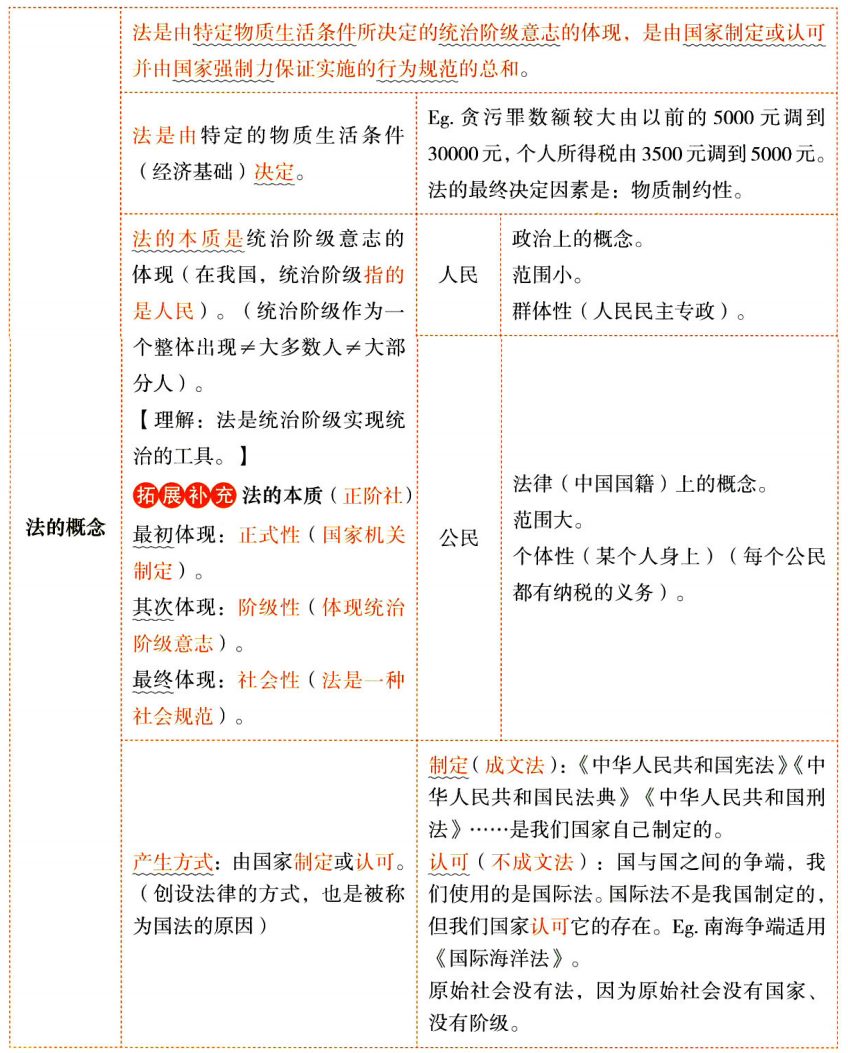 法是由特定物质生活条件所决定的统治阶级意志的体现，是由国家制定或认可
并由国家强制力保证实施的行为规范的总和。
法是由特定的物质生活条件
（经济基础）决定。
Eg. 贪污罪数额较大由以前的 5000 元调到
30000 元，个人所得税由 3500 元调到 5000 元。
法的最终决定因素是：物质制约性。
法的本质是统治阶级意志的
体现（在我国，统治阶级指的
是人民）。（统治阶级作为一
个整体出现≠大多数人≠大部
分人）。
【理解：法是统治阶级实现统
治的工具。】
拓展补充 法的本质（正阶社）
最初体现：正式性（国家机关
制定）。
其次体现：阶级性（体现统治
阶级意志）。
最终体现：社会性（法是一种
社会规范）。
人民
政治上的概念。
范围小。
群体性（人民民主专政）。
法的概念
公民
法律（中国国籍）上的概念。
范围大。
个体性（某个人身上）（每个公民
都有纳税的义务）。
产生方式：由国家制定或认可。
（创设法律的方式，也是被称
为国法的原因）
制定（成文法）：《中华人民共和国宪法》《中
华人民共和国民法典》《中华人民共和国刑
法》……是我们国家自己制定的。
认可（不成文法）：国与国之间的争端，我
们使用的是国际法。国际法不是我国制定的，
但我们国家认可它的存在。Eg. 南海争端适用
《国际海洋法》。
原始社会没有法，因为原始社会没有国家、
没有阶级。